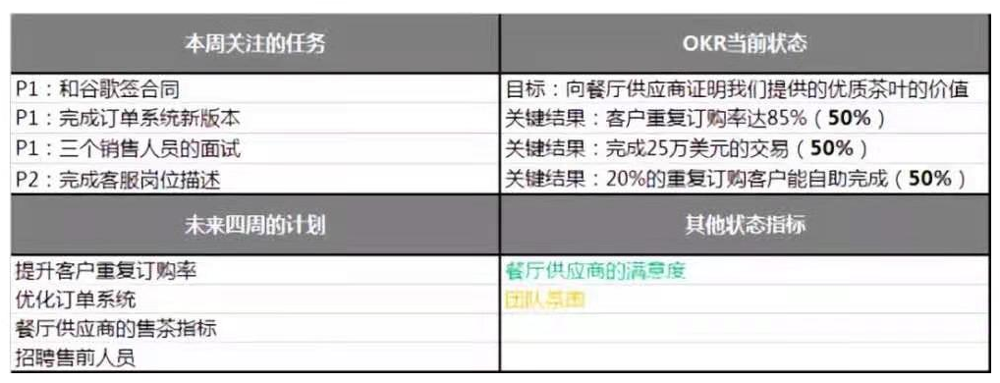 本周关注的任务
OKR当前状态
P1：和谷歌签合同
目标：向餐厅供应商证明我们提供的优质茶叶的价值
P1：完成订单系统新版本
关键结果：客户重复订购率达85%（50%）
P1：三个销售人员的面试
关键结果：完成25万美元的交易（50%）
P2：完成客服岗位描述
关键结果：20%的重复订购客户能自助完成（50%）
未来四周的计划
其他状态指标
提升客户重复订购率
餐厅供应商的满意度
优化订单系统
团队氛围
餐厅供应商的售茶指标
招聘售前人员